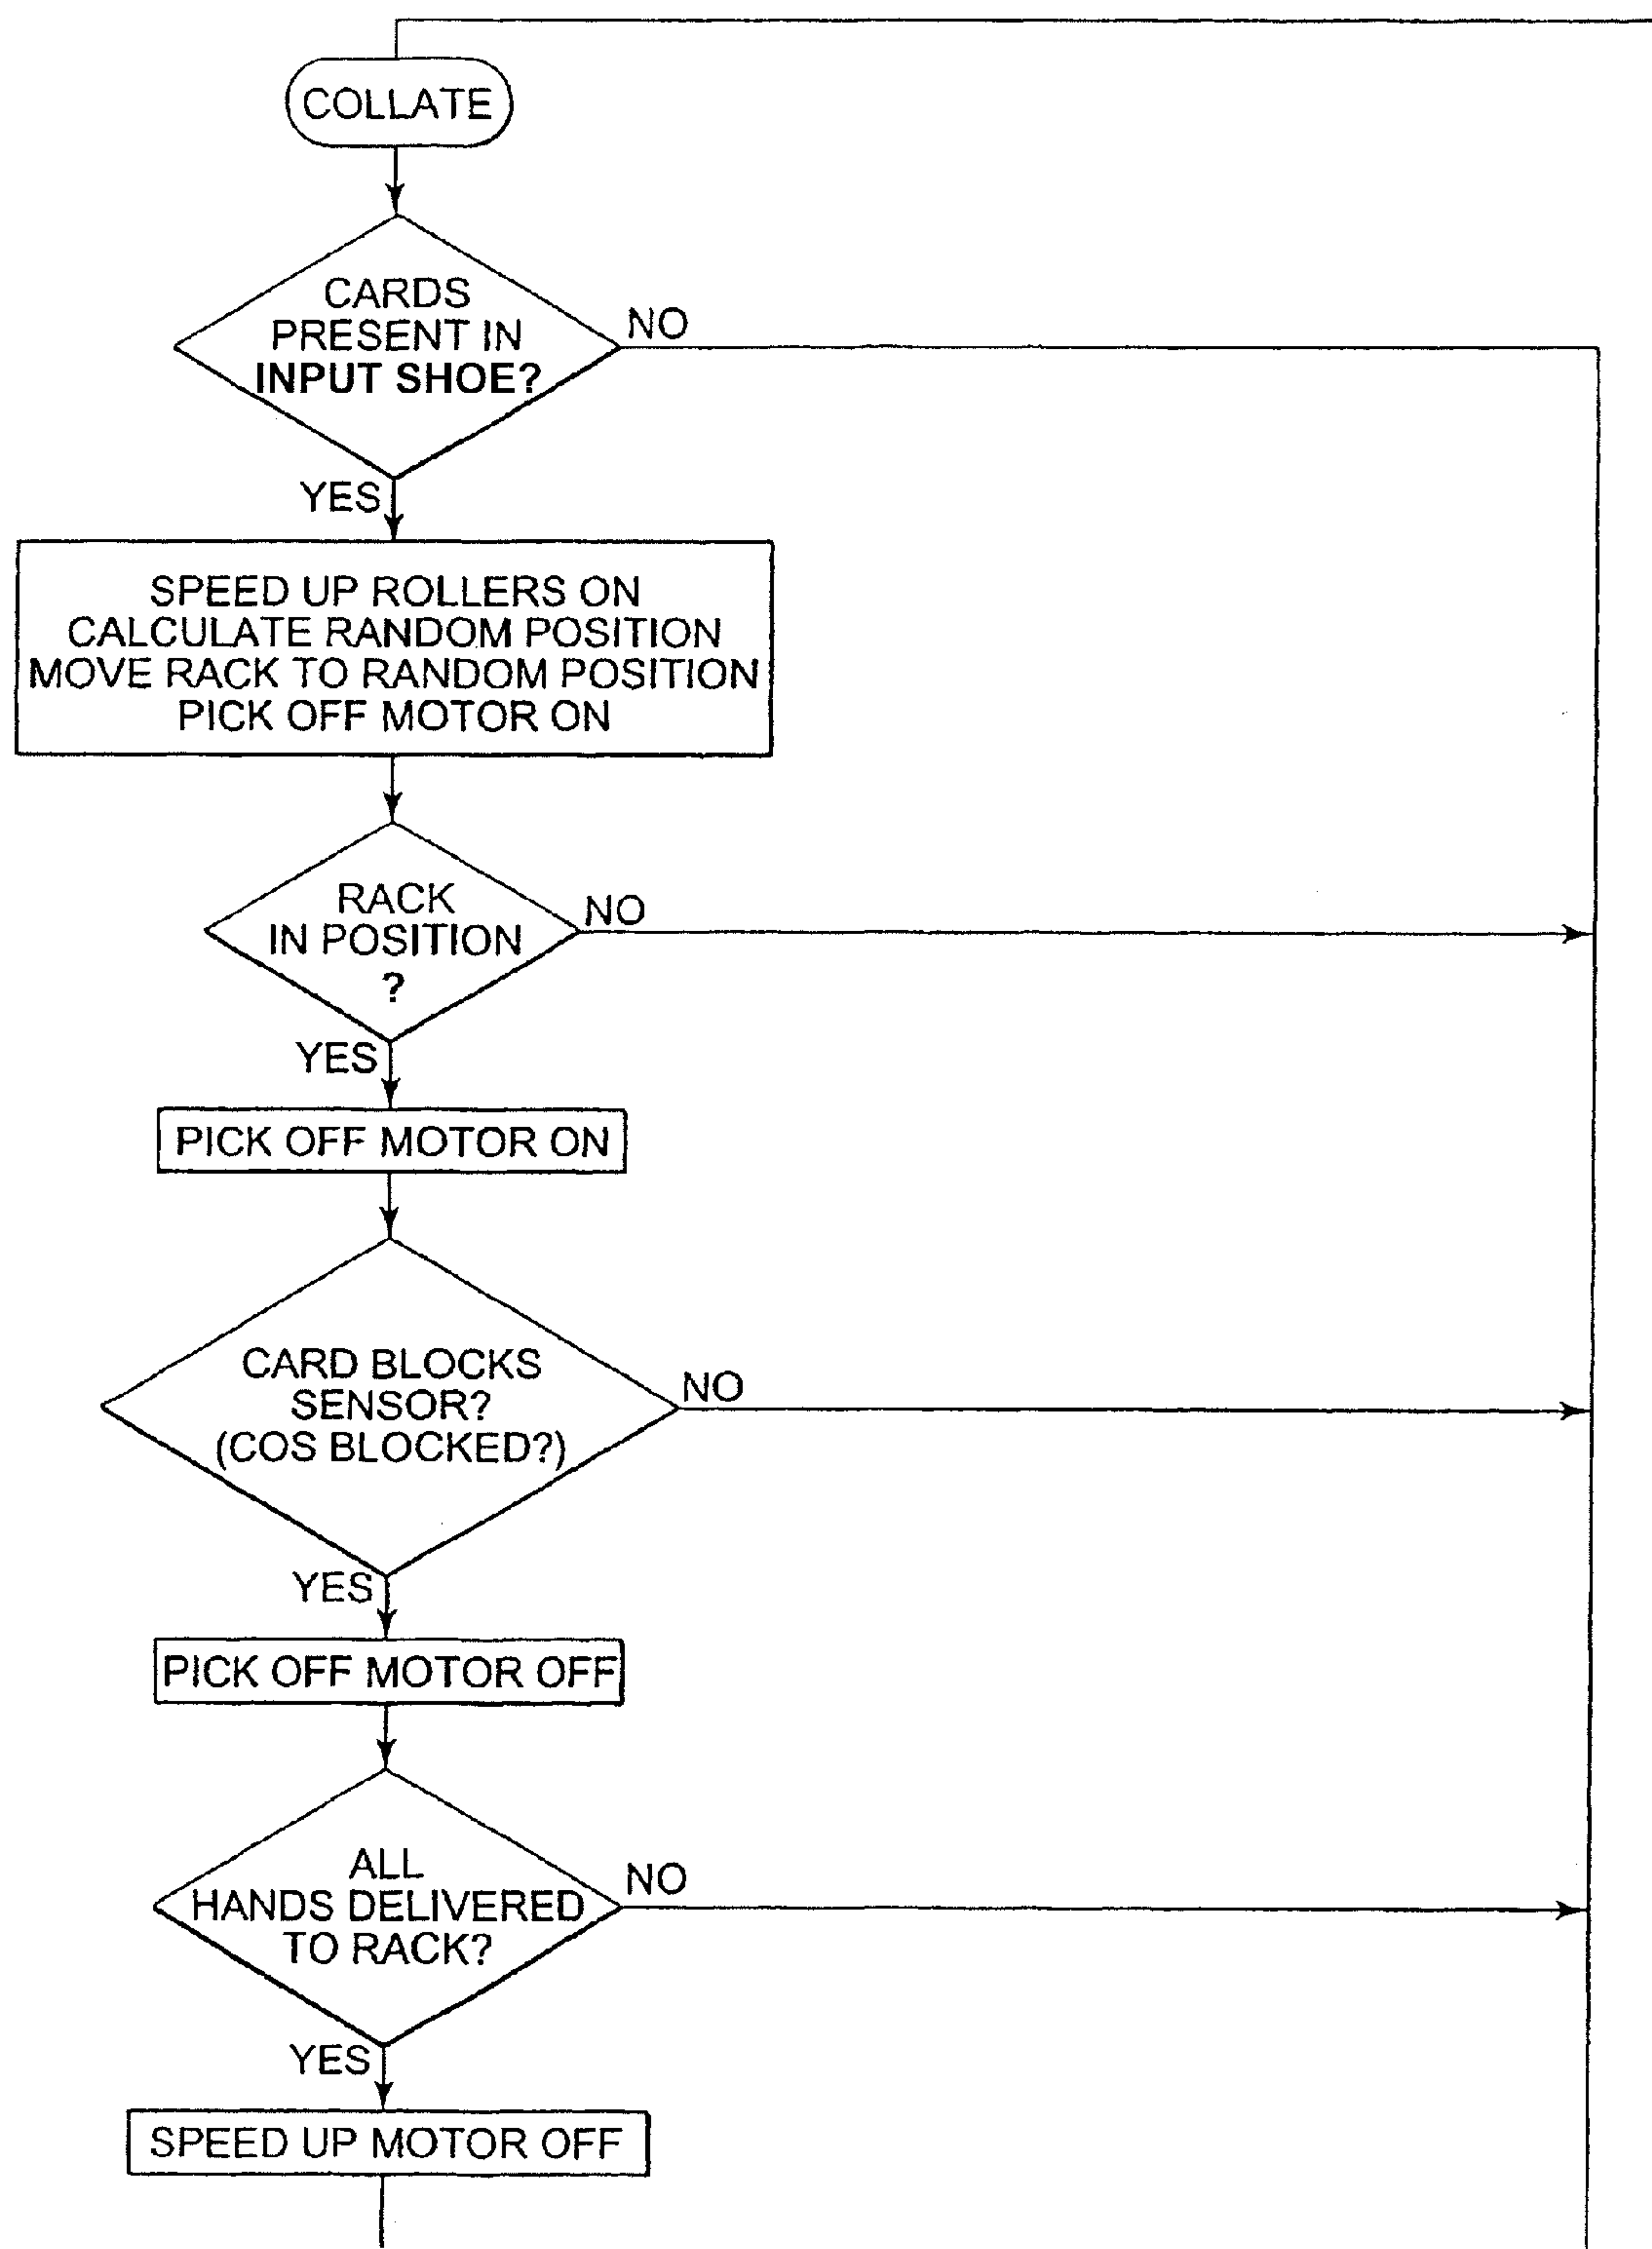 COLLATE
CARDS
PRESENT IN
INPUT SHOE?
NO
YES
SPEED UP ROLLERS ON
CALCULATE RANDOM POSITION
MOVE RACK TO RANDOM POSITION
PICK OFF MOTOR ON
RACK
IN POSITION
?
NO
YES
PICK OFF MOTOR ON
CARD BLOCKS
SENSOR?
(COS BLOCKED?)
NO
YES
PICK OFF MOTOR OFF
ALL
HANDS DELIVERED
TO RACK?
NO
YES
SPEED UP MOTOR OFF